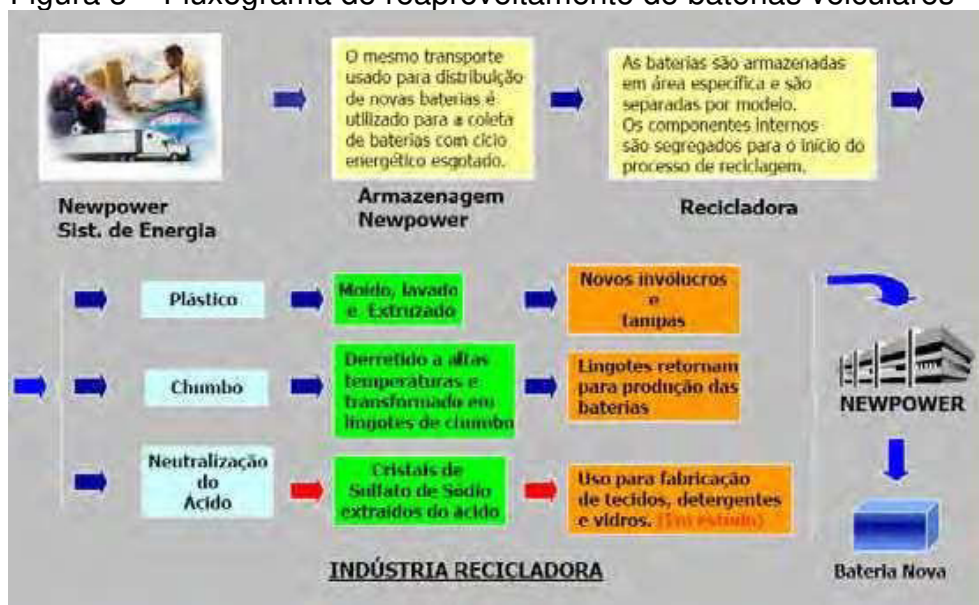 Figura 3 – Fluxograma do reaproveitamento de baterias veiculares
O mesmo transporte
usado para distribuição
de novas baterias é
utilizado para a coleta
de baterias com ciclo
energético esgotado.
As baterias são armazenadas
em área específica e são
separadas por modelo.
Os componentes internos
são segregados para o início do
processo de reciclagem.
Newpower
Sist. de Energia
Armazenagem
Newpower
Recicladora
Plástico
Moído, lavado
e Extruzado
Novos invólucros
e
tampas
Chumbo
Derretido a altas
temperaturas e
transformado em
lingotes de chumbo
Lingotes retornam
para produção das
baterias
NEWPOWER
Neutralização
do
Ácido
Cristais de
Sulfato de Sódio
extraídos do ácido
Uso para fabricação
de tecidos, detergentes
e vidros. (Em estudo)
INDÚSTRIA RECICLADORA
Bateria Nova